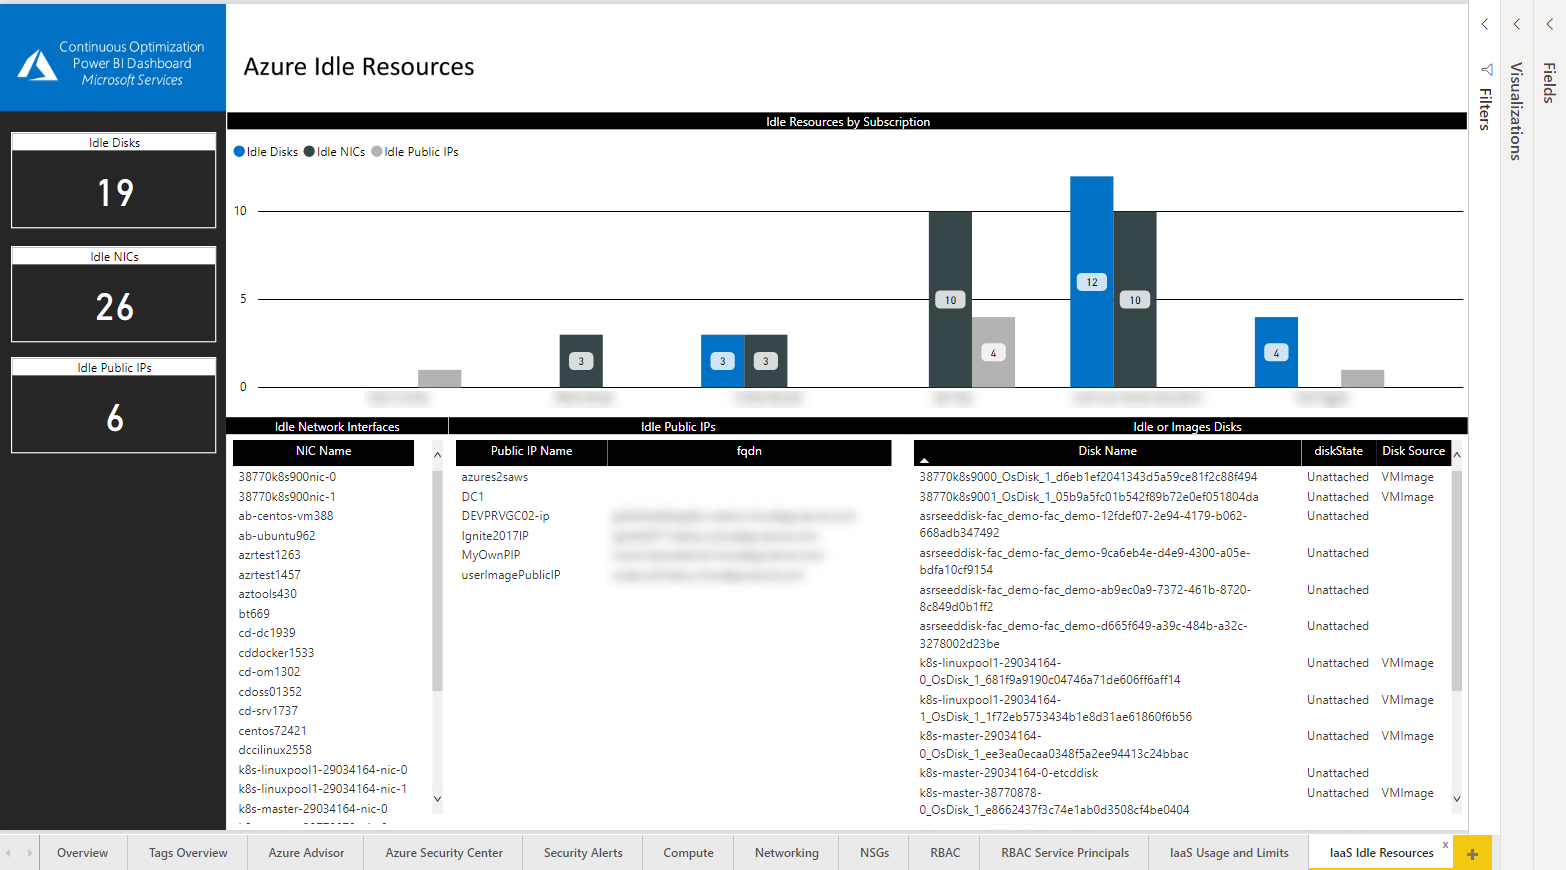 Continuous Optimization
Power BI Dashboard
Microsoft Services
Azure Idle Resources
Idle Disks
19
Idle NICs
26
Idle Public IPs
6
Idle Resources by Subscription
Idle Disks Idle NICs Idle Public IPs
10
5
0
3
3
3
10
4
12
10
4
Idle Network Interfaces
NIC Name
38770k8s900nic-0
38770k8s900nic-1
ab-centos-vm388
ab-ubuntu962
azrtest1263
azrtest1457
aztools430
bt669
cd-dc1939
cddocker1533
cd-om1302
cdoss01352
cd-srv1737
centos72421
dccilinux2558
k8s-linuxpool1-29034164-nic-0
k8s-linuxpool1-29034164-nic-1
k8s-master-29034164-nic-0
Idle Public IPs
Public IP Name fqdn
azures2saws
DC1
DEVPRVGC02-ip
Ignite2017IP
MyOwnPIP
userImagePublicIP
Idle or Images Disks
Disk Name diskState Disk Source
38770k8s9000_OsDisk_1_d6eb1ef2041343d5a59ce81f2c88f494 Unattached VMImage
38770k8s9001_OsDisk_1_05b9a5fc01b542f89b72e0ef051804da Unattached VMImage
asrseeddisk-fac_demo-fac_demo-12fdef07-2e94-4179-b062- Unattached
668adb347492
asrseeddisk-fac_demo-fac_demo-9ca6eb4e-d4e9-4300-a05e- Unattached
bdfa10cf9154
asrseeddisk-fac_demo-fac_demo-ab9ec0a9-7372-461b-8720- Unattached
8c849d0b1ff2
asrseeddisk-fac_demo-fac_demo-d665f649-a39c-484b-a32c- Unattached
3278002d23be
k8s-linuxpool1-29034164- Unattached VMImage
0_OsDisk_1_681f9a9190c04746a71de606ff6aff14
k8s-linuxpool1-29034164- Unattached VMImage
1_OsDisk_1_1f72eb5753434b1e8d31ae61860f6b56
k8s-master-29034164- Unattached VMImage
0_OsDisk_1_ee3ea0ecaa0348f5a2ee94413c24bbac
k8s-master-29034164-0-etcddisk Unattached
k8s-master-38770878- Unattached VMImage
0_OsDisk_1_e8662437f3c74e1ab0d3508cf4be0404
Filters
Visualizations
Fields
Overview Tags Overview Azure Advisor Azure Security Center Security Alerts Compute Networking NSGs RBAC RBAC Service Principals IaaS Usage and Limits IaaS Idle Resources x +